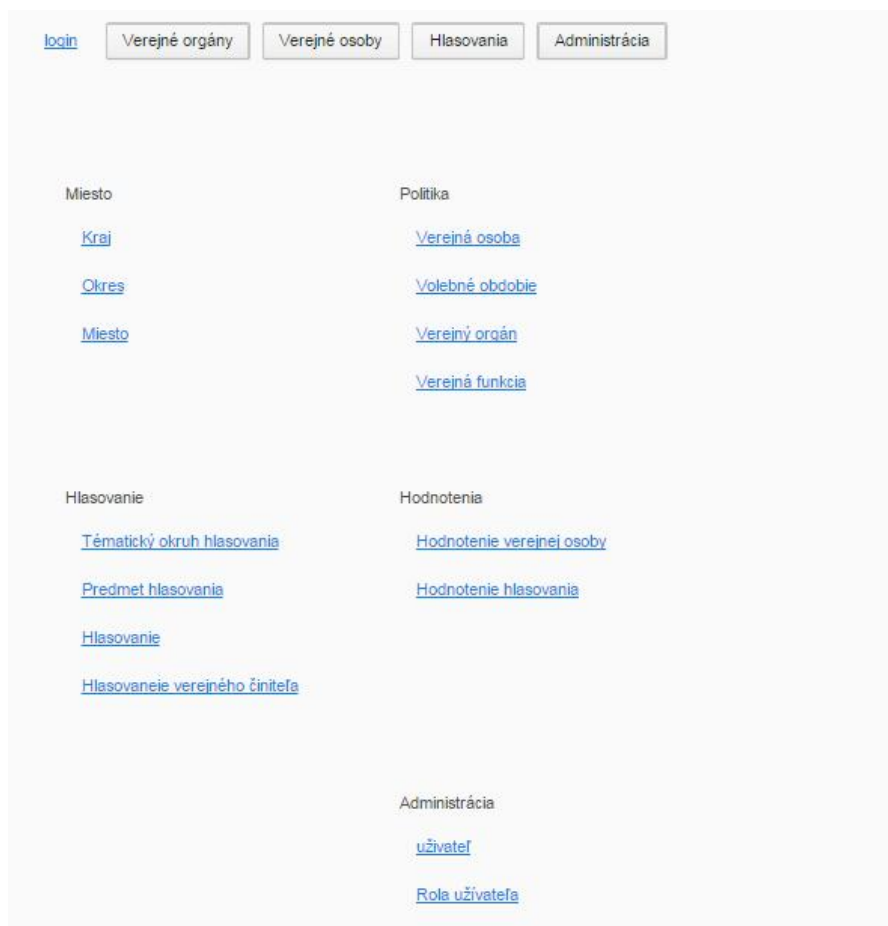 login Verejné orgány Verejné osoby Hlasovania Administrácia
Miesto
Kraj
Okres
Miesto
Politika
Verejná osoba
Volebné obdobie
Verejný orgán
Verejná funkcia
Hlasovanie
Tématický okruh hlasovania
Predmet hlasovania
Hlasovanie
Hlasovaneie verejného činiteľa
Hodnotenia
Hodnotenie verejnej osoby
Hodnotenie hlasovania
Administrácia
uživateľ
Rola užívateľa